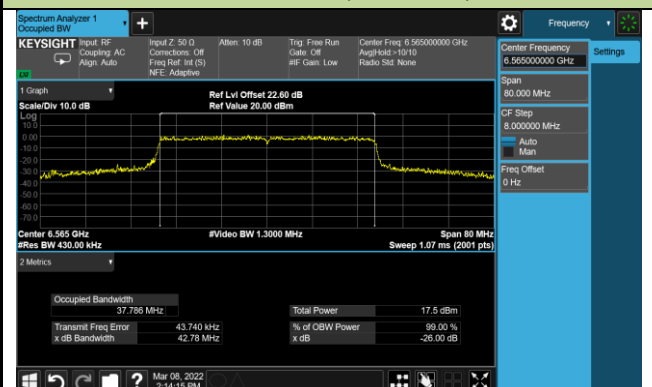 Spectrum Analyzer 1
Occupied BW
+
Frequency
KEYSIGHT
Input: RF
Coupling: AC
Align: Auto
Input Z: 50 Ω
Corrections: Off
Freq Ref: Int (S)
NFE: Adaptive
Atten: 10 dB
Trig: Free Run
Gate: Off
#IF Gain: Low
Center Freq: 6.565000000 GHz
Avg|Hold:>10/10
Radio Std: None
Center Frequency
6.565000000 GHz
Settings
Span
80.000 MHz
CF Step
8.000000 MHz
Auto
Man
Freq Offset
0 Hz
1 Graph
Scale/Div 10.0 dB
Ref Lvl Offset 22.60 dB
Ref Value 20.00 dBm
Log
10.0
0.00
-10.0
-20.0
-30.0
-40.0
-50.0
-60.0
-70.0
Center 6.565 GHz
#Video BW 1.3000 MHz
Span 80 MHz
#Res BW 430.00 kHz
Sweep 1.07 ms (2001 pts)
2 Metrics
Occupied Bandwidth
37.786 MHz
Total Power 17.5 dBm
Transmit Freq Error 43.740 kHz
% of OBW Power 99.00 %
x dB Bandwidth 42.78 MHz
x dB -26.00 dB
?
Mar 08, 2022
2:14:15 PM